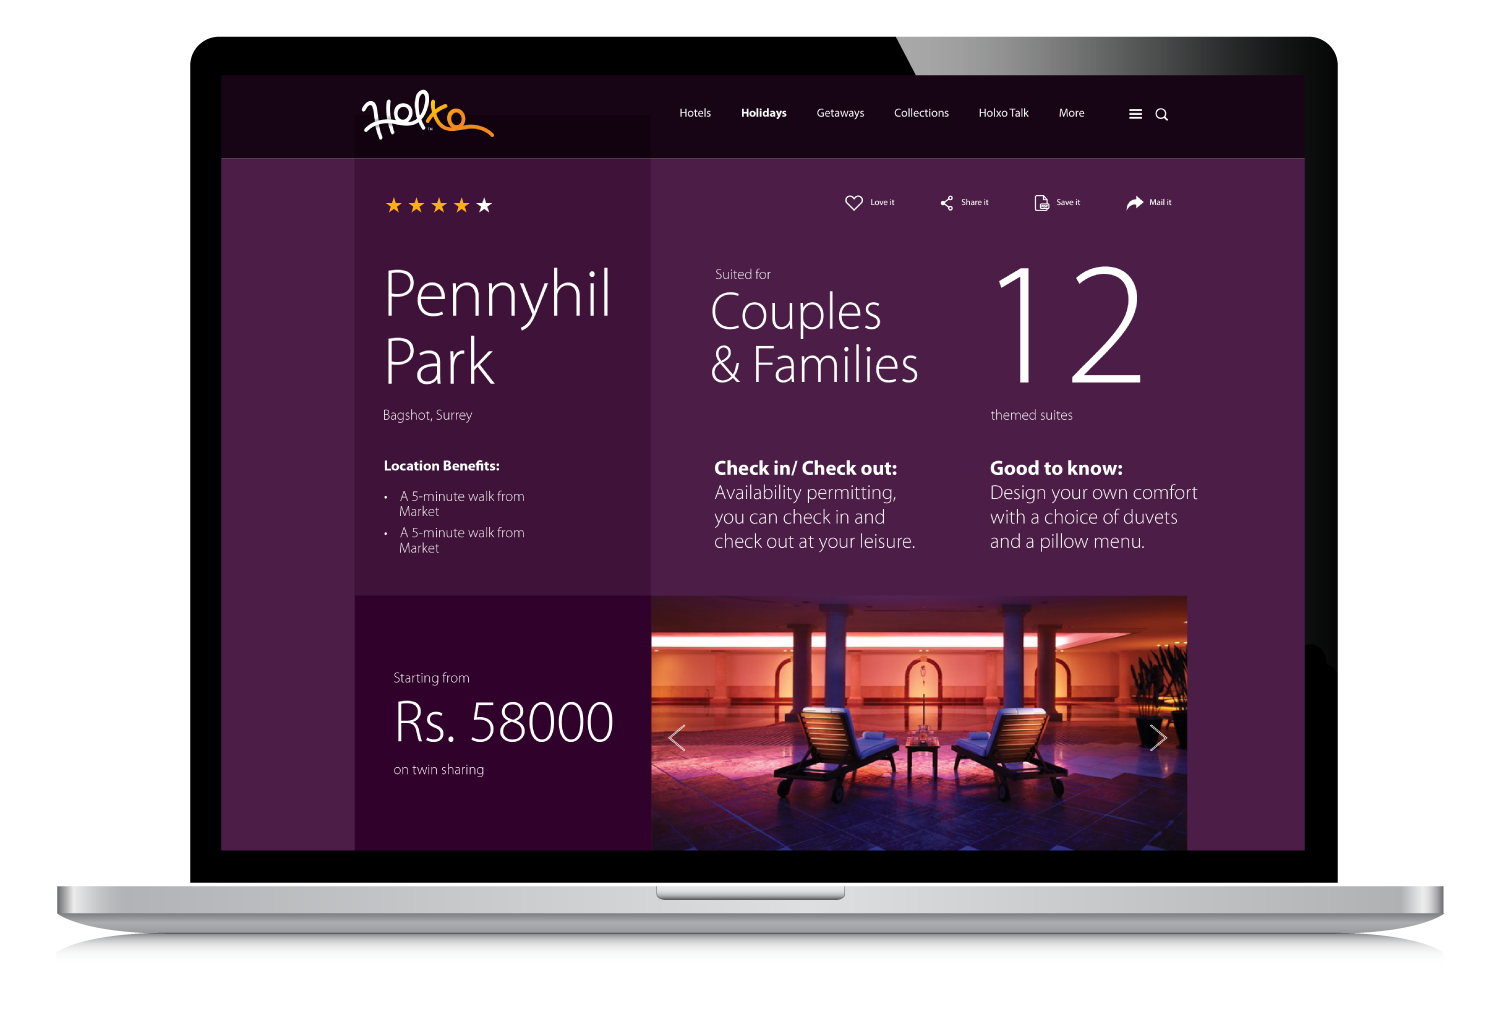 Holxo
™
Hotels Holidays Getaways Collections Holxo Talk More
Love it Share it Save it Mail it
Pennyhil
Park
Bagshot, Surrey
Location Benefits:
• A 5-minute walk from
Market
• A 5-minute walk from
Market
Suited for
Couples
& Families
12
themed suites
Check in/ Check out:
Availability permitting,
you can check in and
check out at your leisure.
Good to know:
Design your own comfort
with a choice of duvets
and a pillow menu.
Starting from
Rs. 58000
on twin sharing